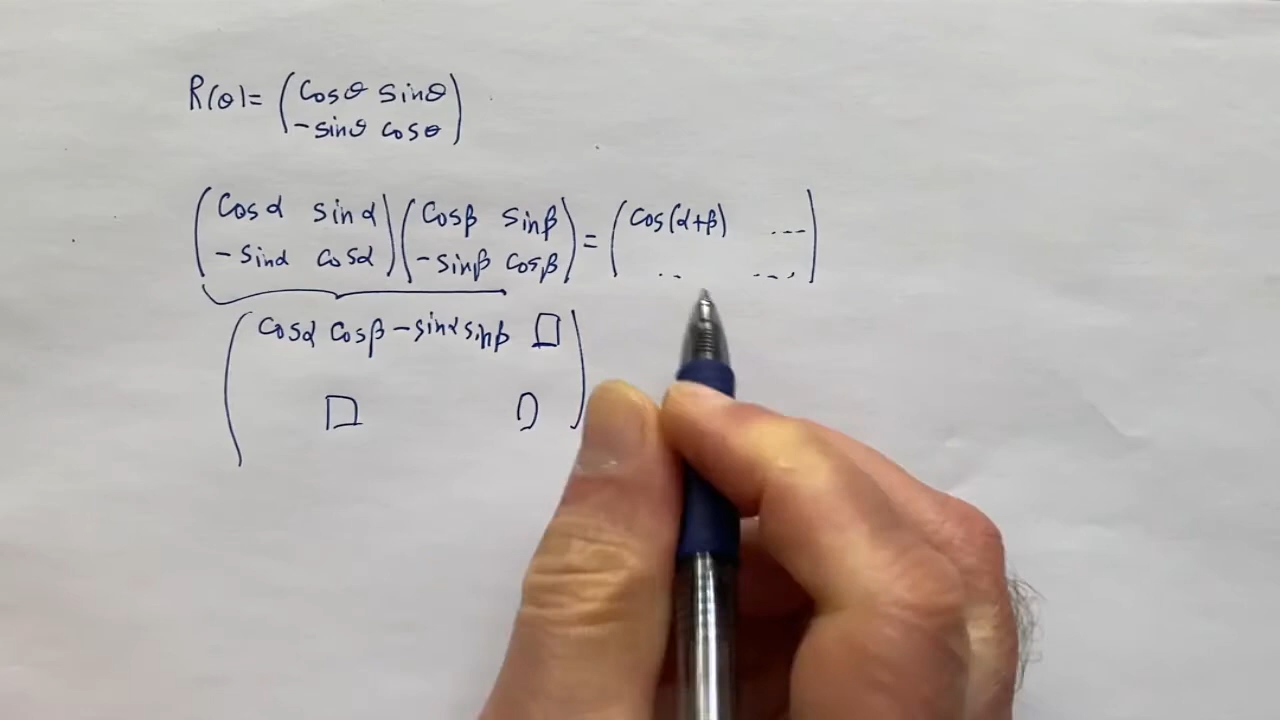 R(θ)= (cosθ sinθ
-sinθ cosθ)
(cosα sinα)(cosβ sinβ) = (cos(α+β) ...
-sinα cosα -sinβ cosβ .. ...)
(cosα cosβ-sinα sinβ □
□ □)